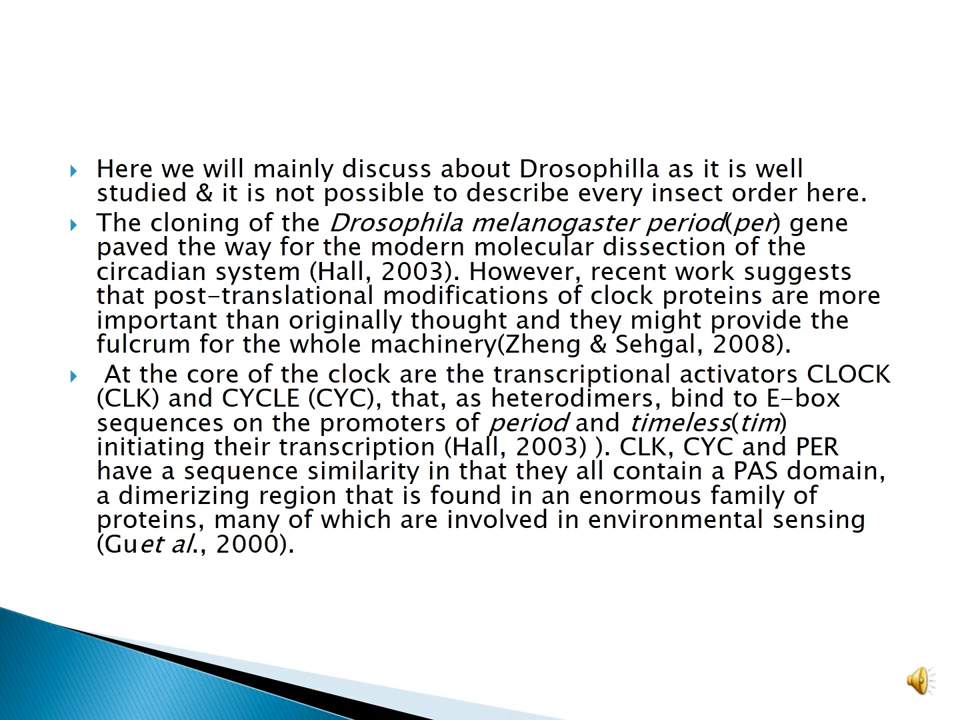 Here we will mainly discuss about Drosophilla as it is well
studied & it is not possible to describe every insect order here.
The cloning of the Drosophila melanogaster period(per) gene
paved the way for the modern molecular dissection of the
circadian system (Hall, 2003). However, recent work suggests
that post-translational modifications of clock proteins are more
important than originally thought and they might provide the
fulcrum for the whole machinery(Zheng & Sehgal, 2008).
At the core of the clock are the transcriptional activators CLOCK
(CLK) and CYCLE (CYC), that, as heterodimers, bind to E-box
sequences on the promoters of period and timeless(tim)
initiating their transcription (Hall, 2003) ). CLK, CYC and PER
have a sequence similarity in that they all contain a PAS domain,
a dimerizing region that is found in an enormous family of
proteins, many of which are involved in environmental sensing
(Guet al., 2000).